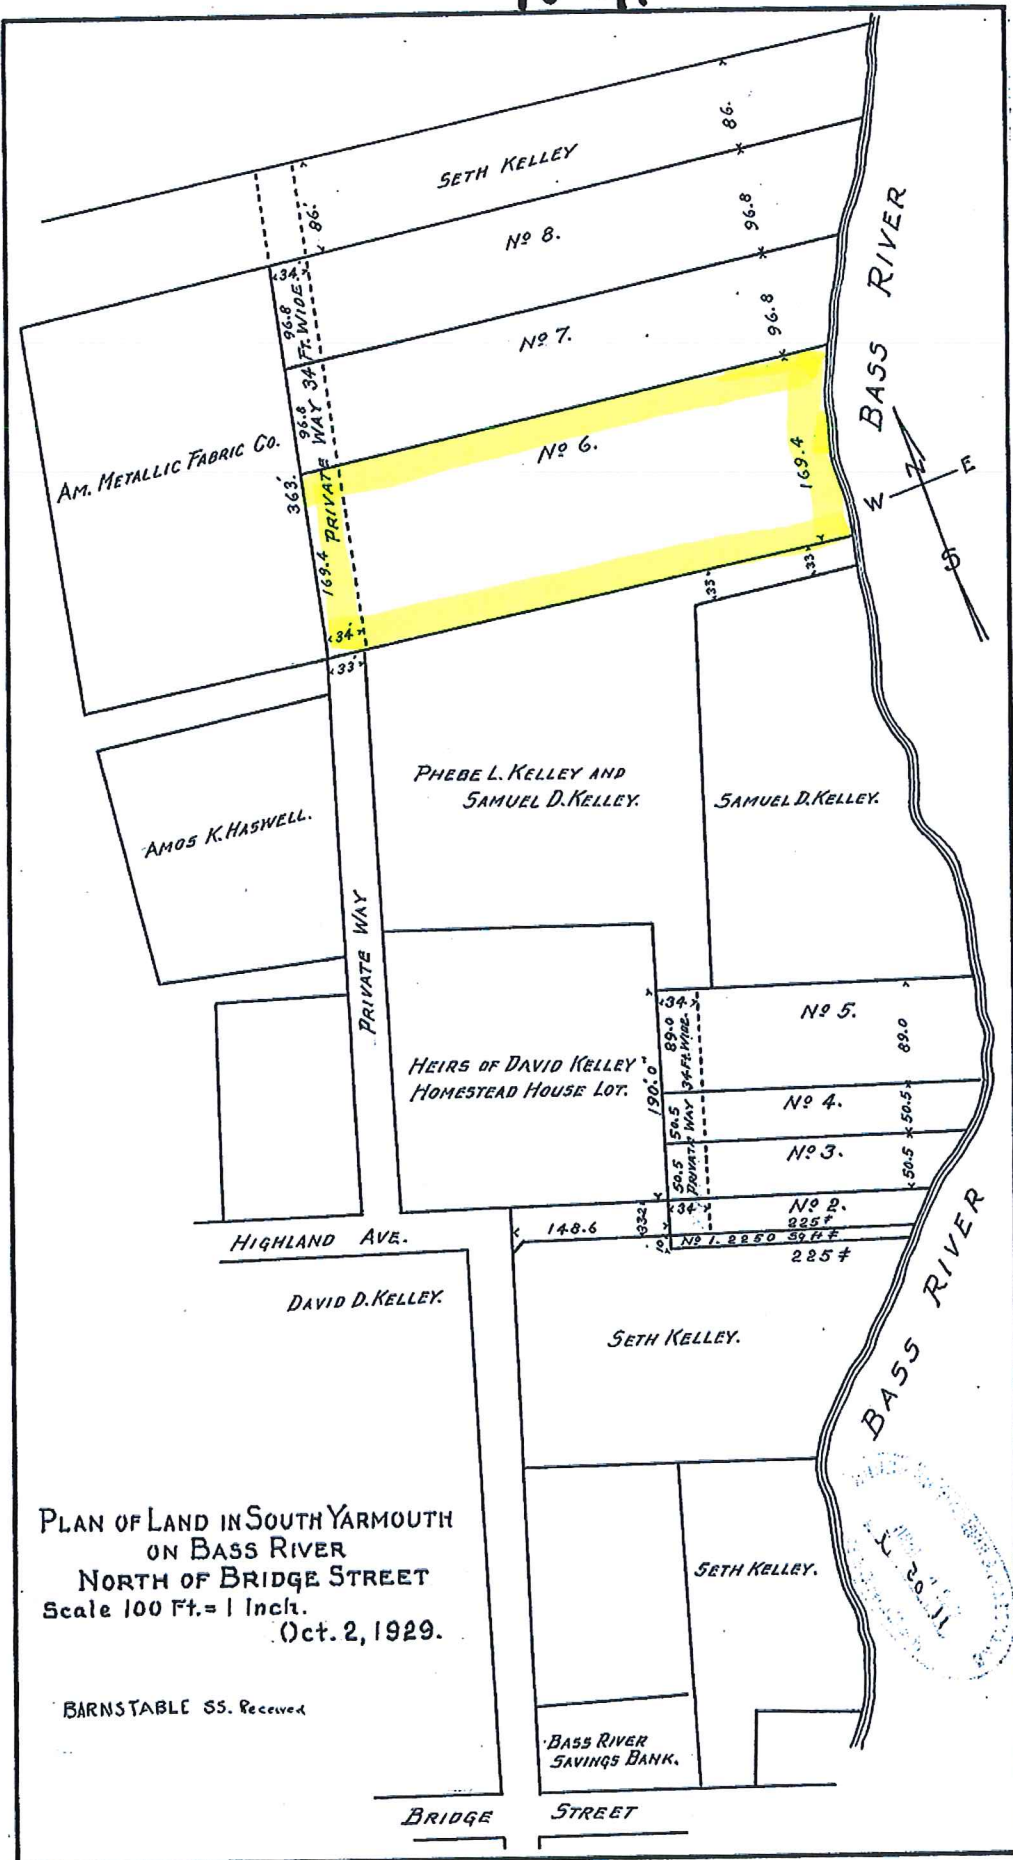 86.
SETH KELLEY
86.
Nº 8.
96.8
34
96.8
Nº 7.
96.8
BASS RIVER
PRIVATE WAY 34 FT. WIDE.
96.8
AM. METALLIC FABRIC CO.
363.'
Nº 6.
169.4
N
E
W
S
169.4
34'
33'
33
33
PHEBE L. KELLEY AND
SAMUEL D. KELLEY.
SAMUEL D. KELLEY.
AMOS K. HASWELL.
PRIVATE WAY
34
Nº 5.
89.0
89.0
PRIVATE WAY 34 Ft. WIDE.
HEIRS OF DAVID KELLEY
HOMESTEAD HOUSE LOT.
190.0
Nº 4.
50.5
50.5
Nº 3.
50.5
50.5
34
Nº 2.
225 ±
148.6
332
10
Nº 1. 2250 Sq ft ±
225 ±
HIGHLAND AVE.
DAVID D. KELLEY.
SETH KELLEY.
BASS RIVER
PLAN OF LAND IN SOUTH YARMOUTH
ON BASS RIVER
NORTH OF BRIDGE STREET
Scale 100 Ft. = 1 Inch.
Oct. 2, 1929.
SETH KELLEY.
BARNSTABLE SS. Received
BASS RIVER
SAVINGS BANK.
BRIDGE STREET